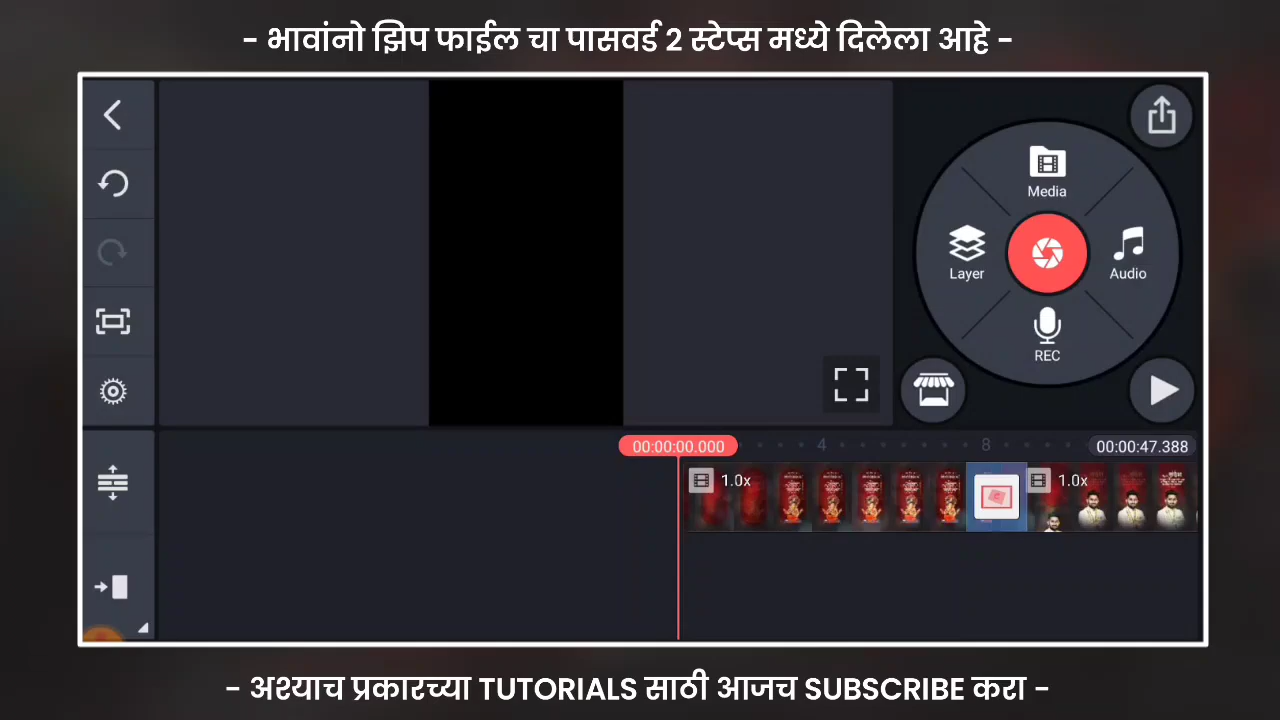 - भावांनो झिप फाईल चा पासवर्ड 2 स्टेप्स मध्ये दिलेला आहे -
Media
Layer
Audio
REC
00:00:00.000
4
8
00:00:47.388
1.0x
1.0x
- अश्याच प्रकारच्या TUTORIALS साठी आजच SUBSCRIBE करा -